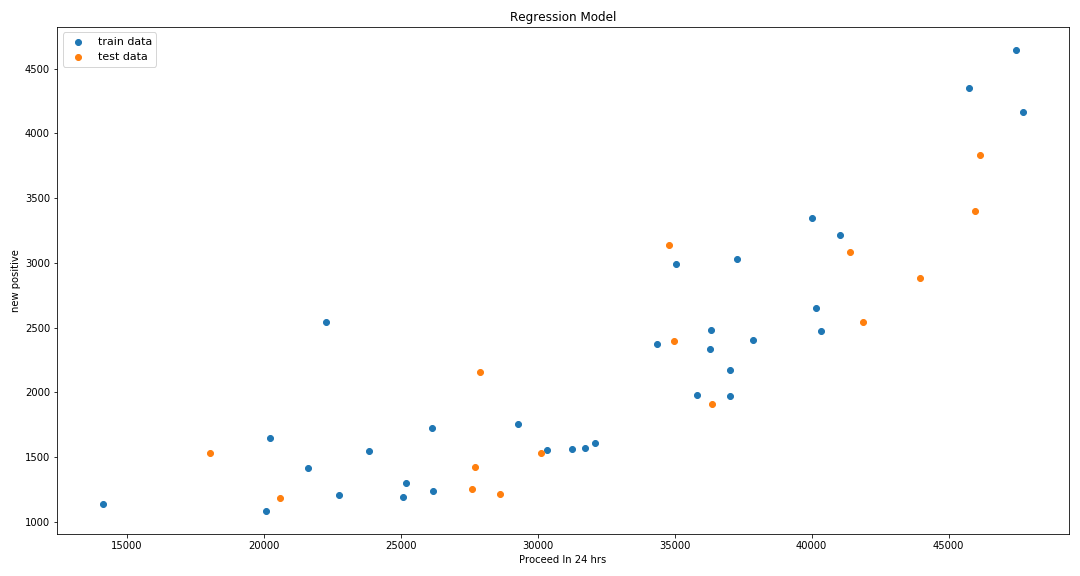 Regression Model
train data
test data
4500
4000
3500
3000
2500
2000
1500
1000
new positive
15000 20000 25000 30000 35000 40000 45000
Proceed In 24 hrs